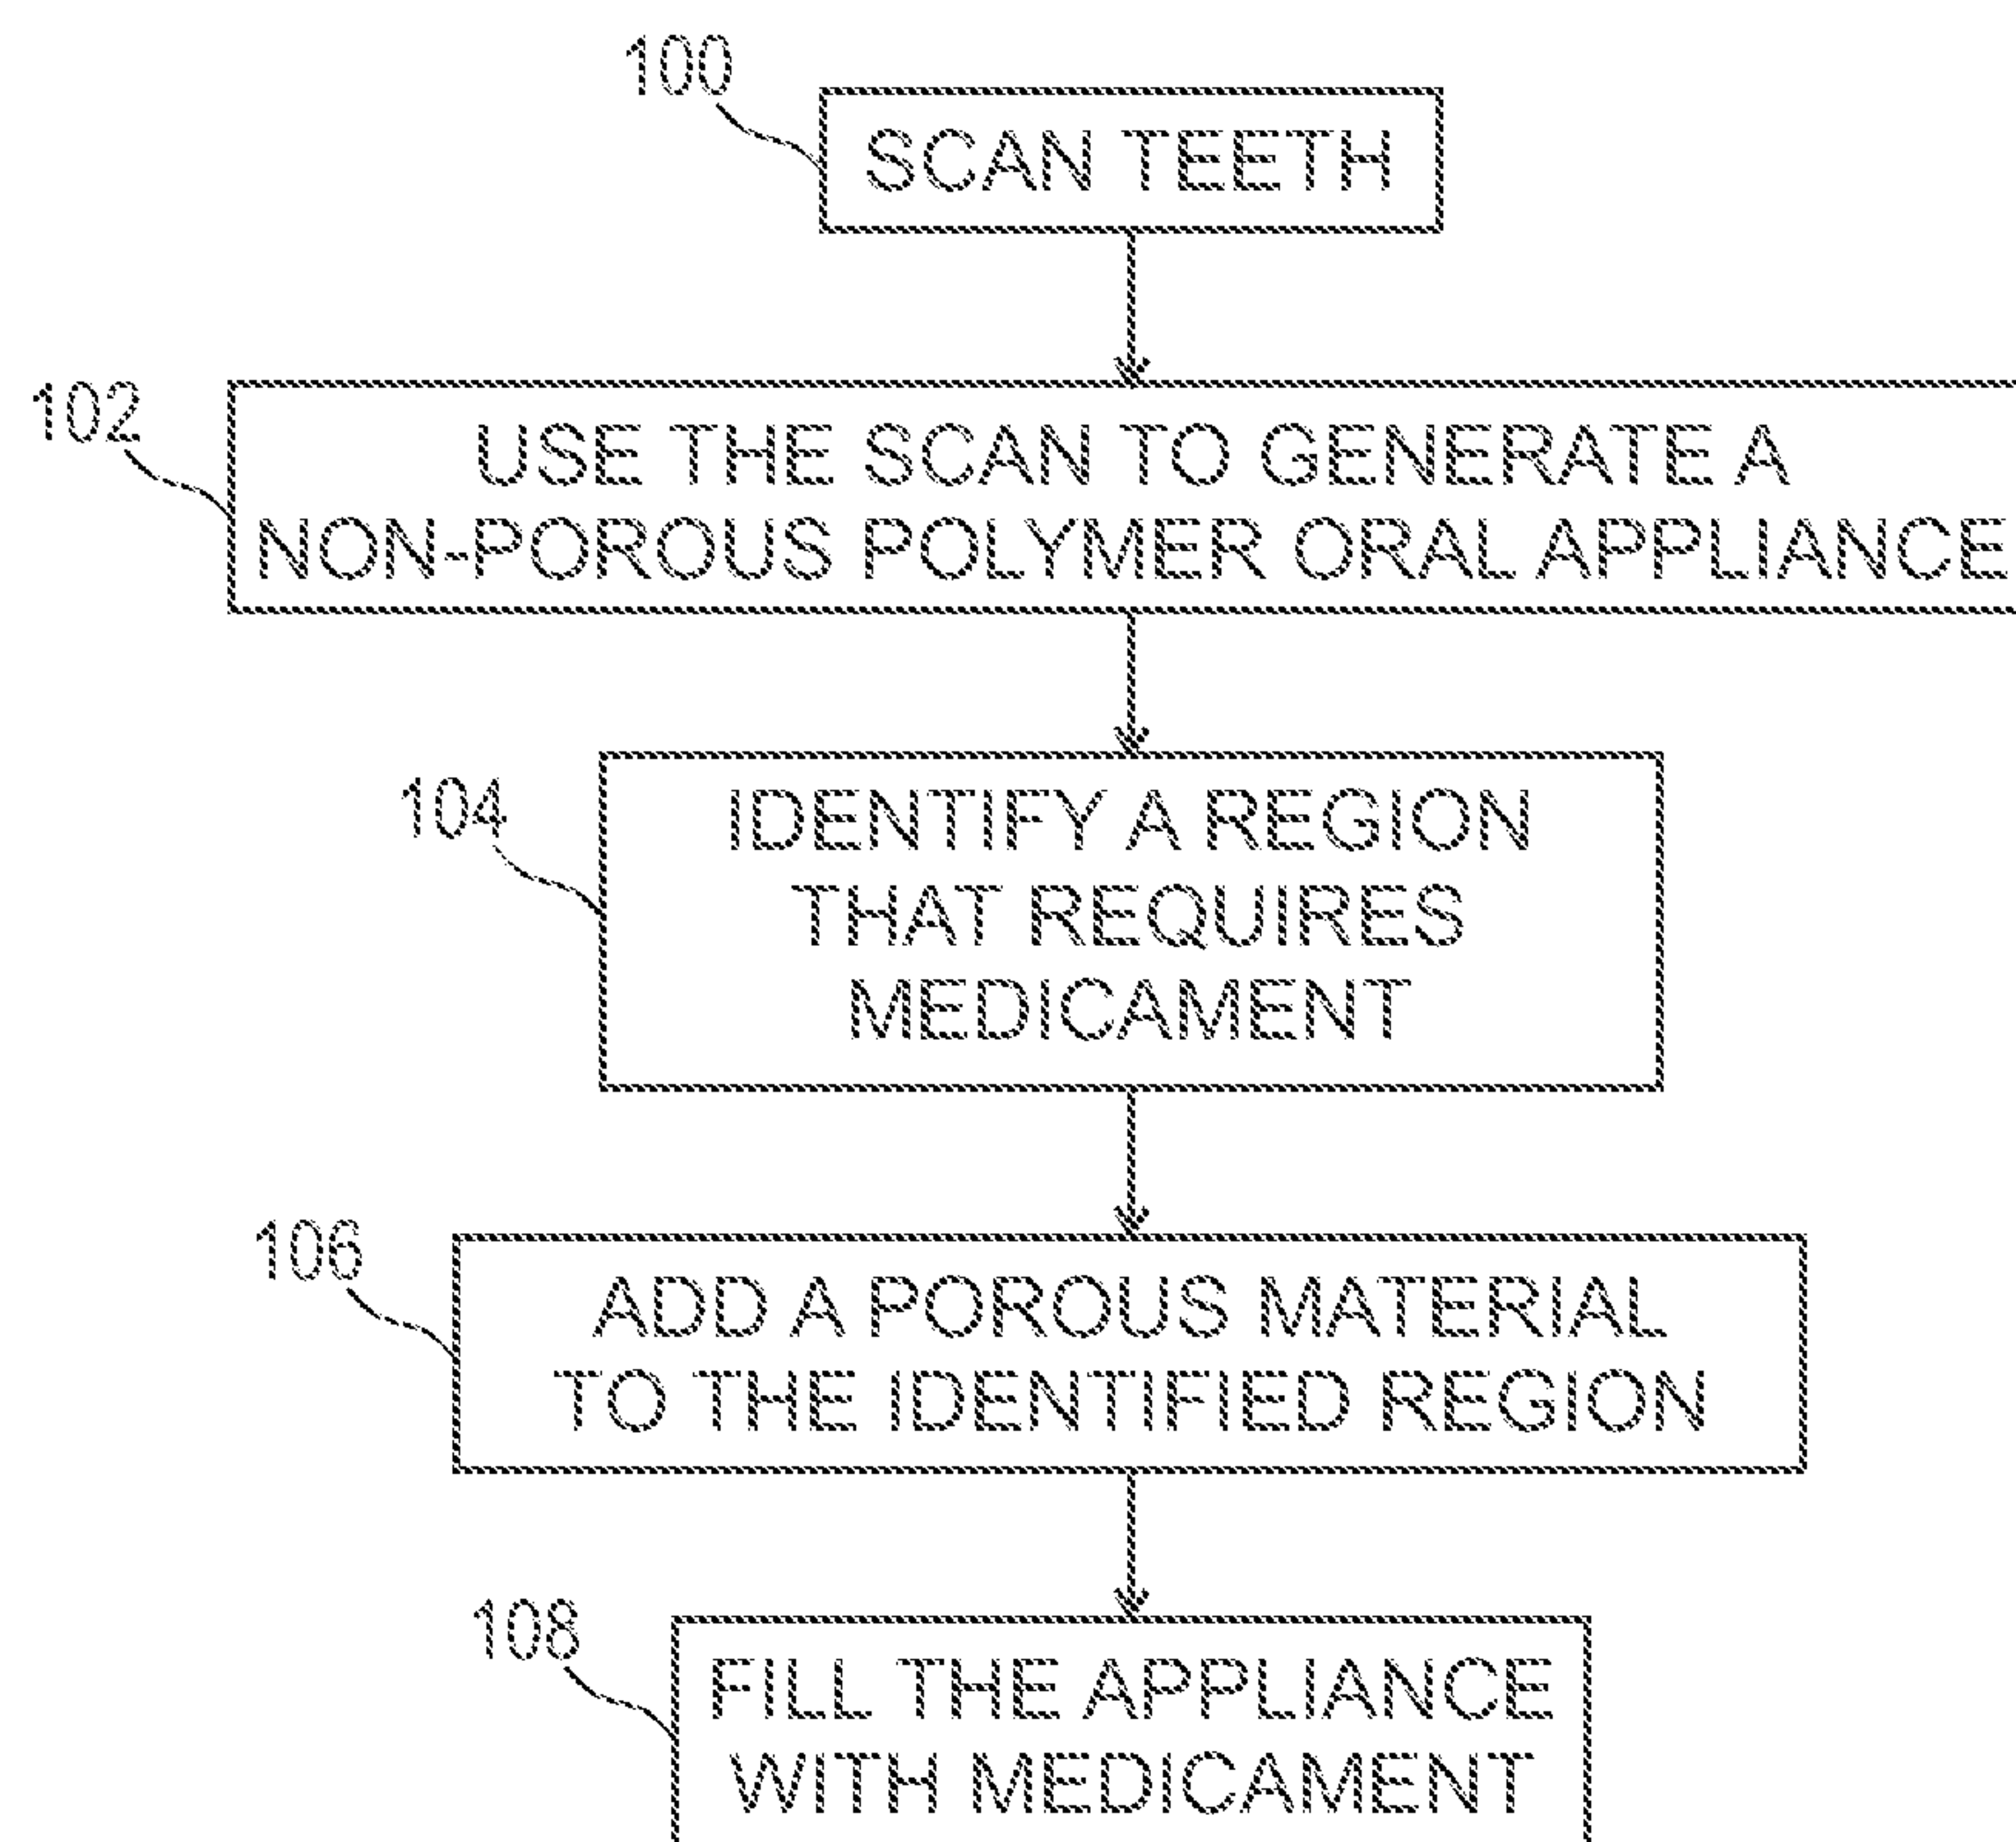 100
SCAN TEETH
102
USE THE SCAN TO GENERATE A
NON-POROUS POLYMER ORAL APPLIANCE
104
IDENTIFY A REGION
THAT REQUIRES
MEDICAMENT
106
ADD A POROUS MATERIAL
TO THE IDENTIFIED REGION
108
FILL THE APPLIANCE
WITH MEDICAMENT